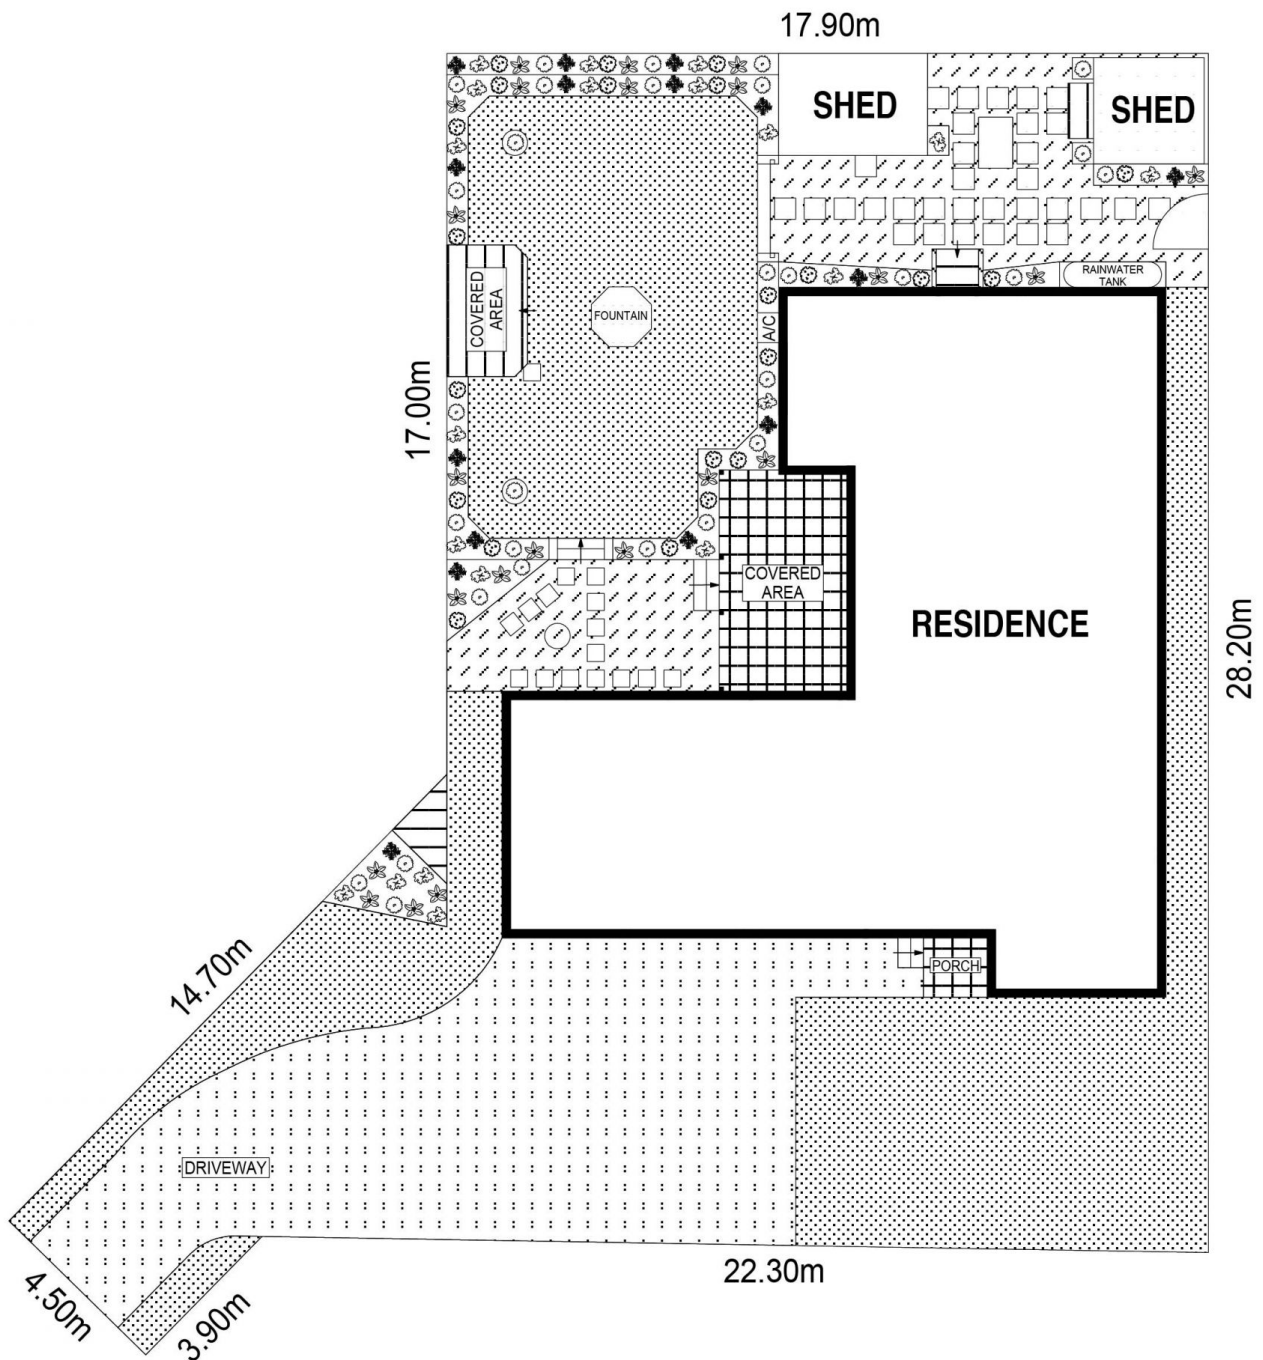 17.90m
SHED
SHED
RAINWATER
TANK
COVERED
AREA
FOUNTAIN
A/C
17.00m
COVERED
AREA
RESIDENCE
28.20m
PORCH
14.70m
DRIVEWAY
22.30m
4.50m
3.90m